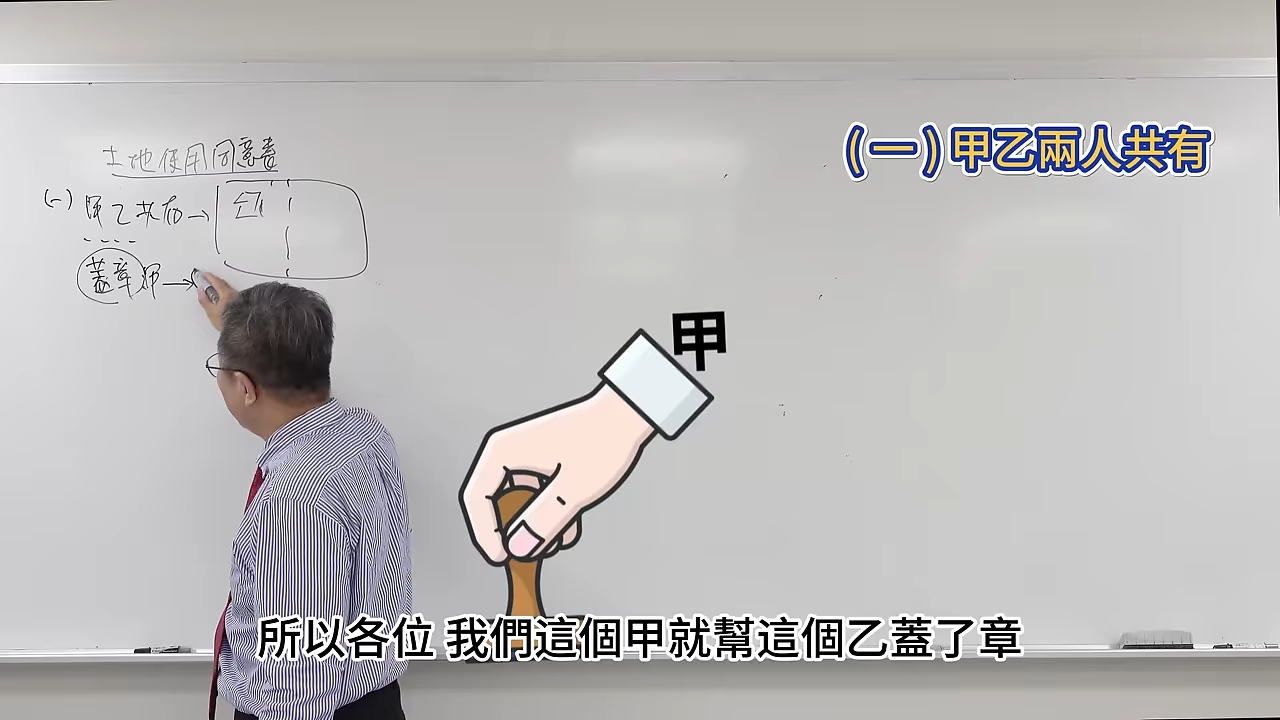 (一)甲乙兩人共有
土地使用同意書
(一) 甲乙共有→
蓋章 甲→
甲
所以各位 我們這個甲就幫這個乙蓋了章